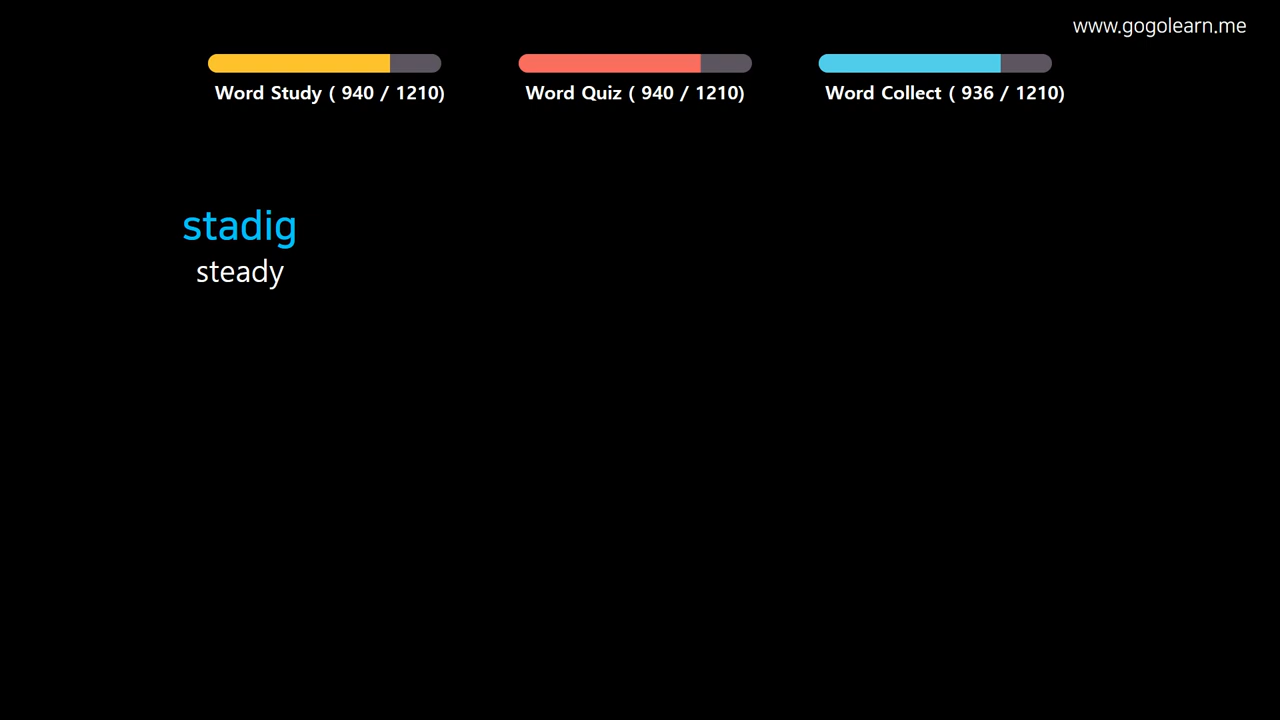 www.gogolearn.me
Word Study ( 940 / 1210)
Word Quiz ( 940 / 1210)
Word Collect ( 936 / 1210)
stadig
steady